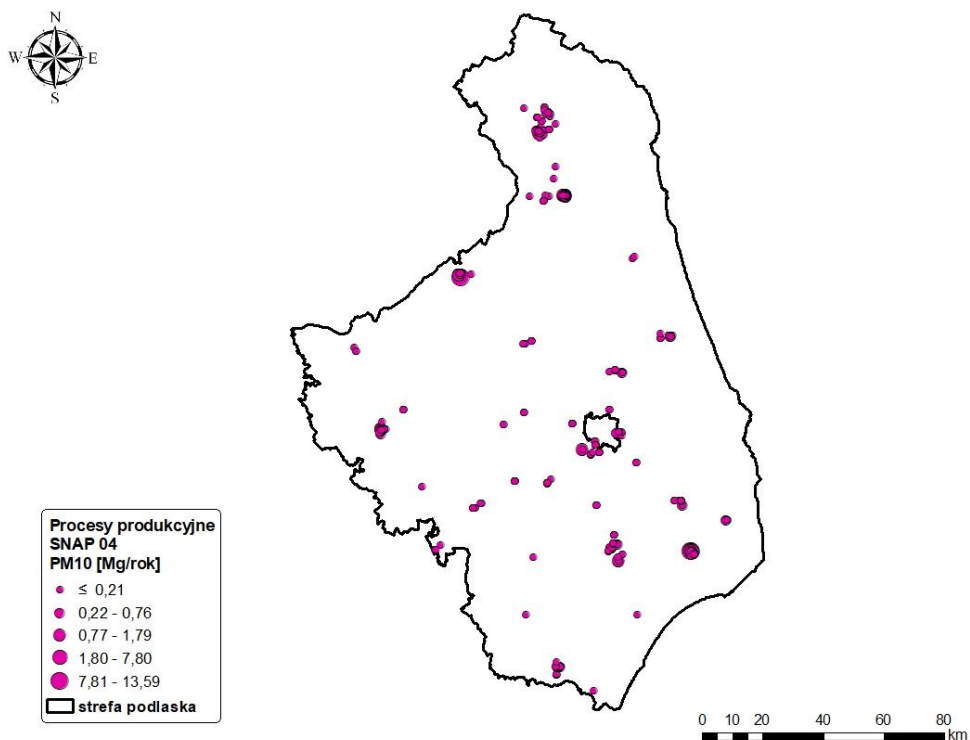 N
W E
S
Procesy produkcyjne
SNAP 04
PM10 [Mg/rok]
≤ 0,21
0,22 - 0,76
0,77 - 1,79
1,80 - 7,80
7,81 - 13,59
strefa podlaska
0 10 20 40 60 80
km